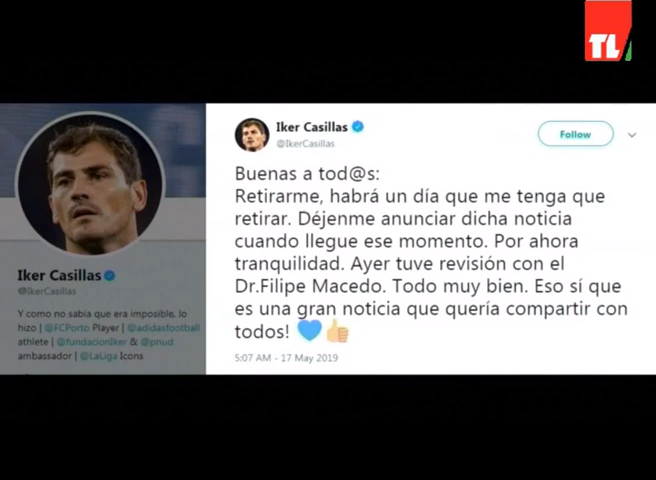 TL
Iker Casillas
@IkerCasillas
Follow
Buenas a tod@s:
Retirarme, habrá un día que me tenga que
retirar. Déjenme anunciar dicha noticia
cuando llegue ese momento. Por ahora
tranquilidad. Ayer tuve revisión con el
Dr.Filipe Macedo. Todo muy bien. Eso sí que
es una gran noticia que quería compartir con
todos! 💙👍
5:07 AM - 17 May 2019
Iker Casillas
@IkerCasillas
Y como no sabía que era imposible, lo
hizo | @FCPorto Player | @adidasfootball
athlete | @fundacionIker & @pnud
ambassador | @LaLiga Icons